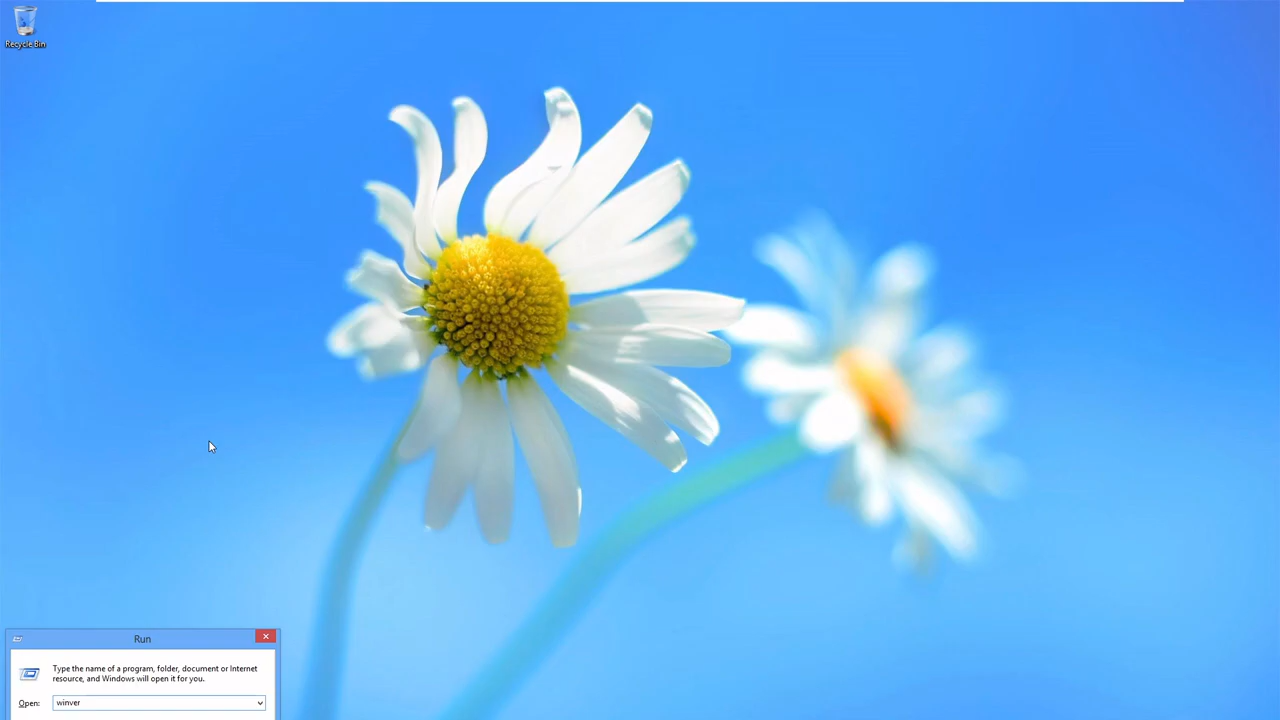 Recycle Bin
Run
Type the name of a program, folder, document or Internet
resource, and Windows will open it for you.
Open:
winver